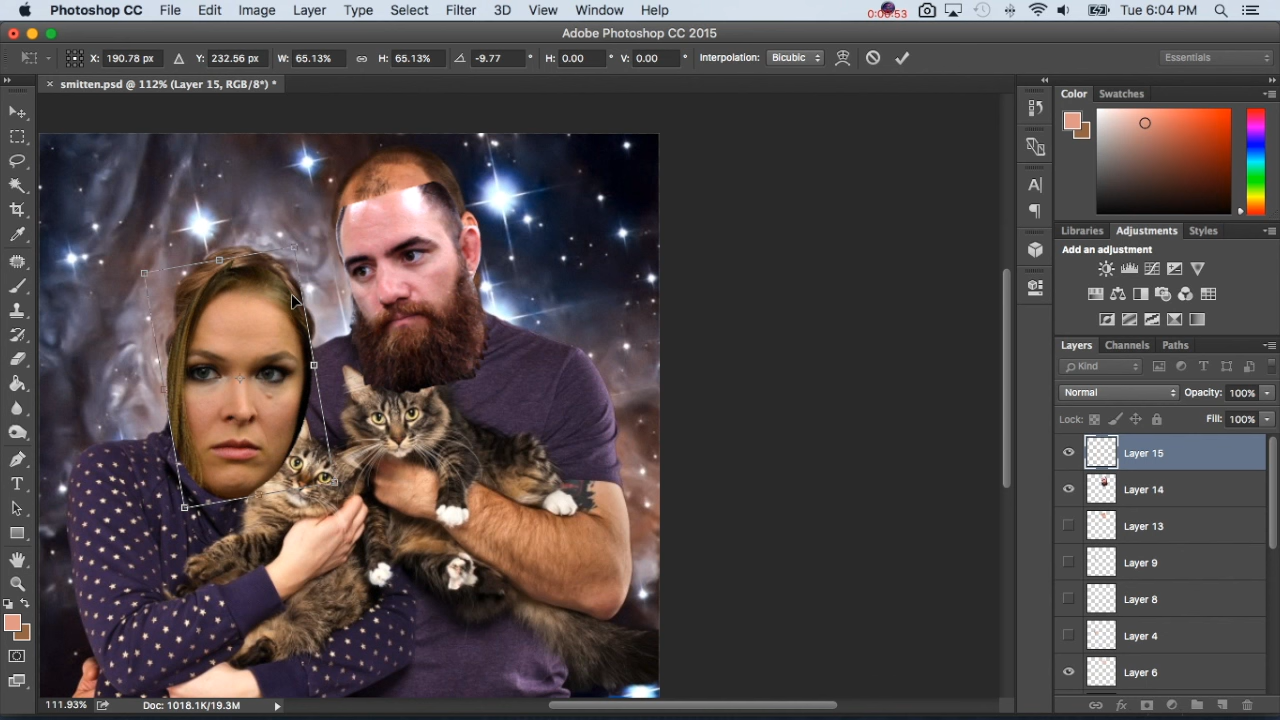 Photoshop CC File Edit Image Layer Type Select Filter 3D View Window Help Tue 6:04 PM
Adobe Photoshop CC 2015
X: 190.78 px Y: 232.56 px W: 65.13% H: 65.13% -9.77 ° H: 0.00 ° V: 0.00 ° Interpolation: Bicubic Essentials
× smitten.psd @ 112% (Layer 15, RGB/8*) *
Color Swatches
Libraries Adjustments Styles
Add an adjustment
Layers Channels Paths
Kind
Normal Opacity: 100%
Lock: Fill: 100%
Layer 15
Layer 14
Layer 13
Layer 9
Layer 8
Layer 4
Layer 6
111.93% Doc: 1018.1K/19.3M